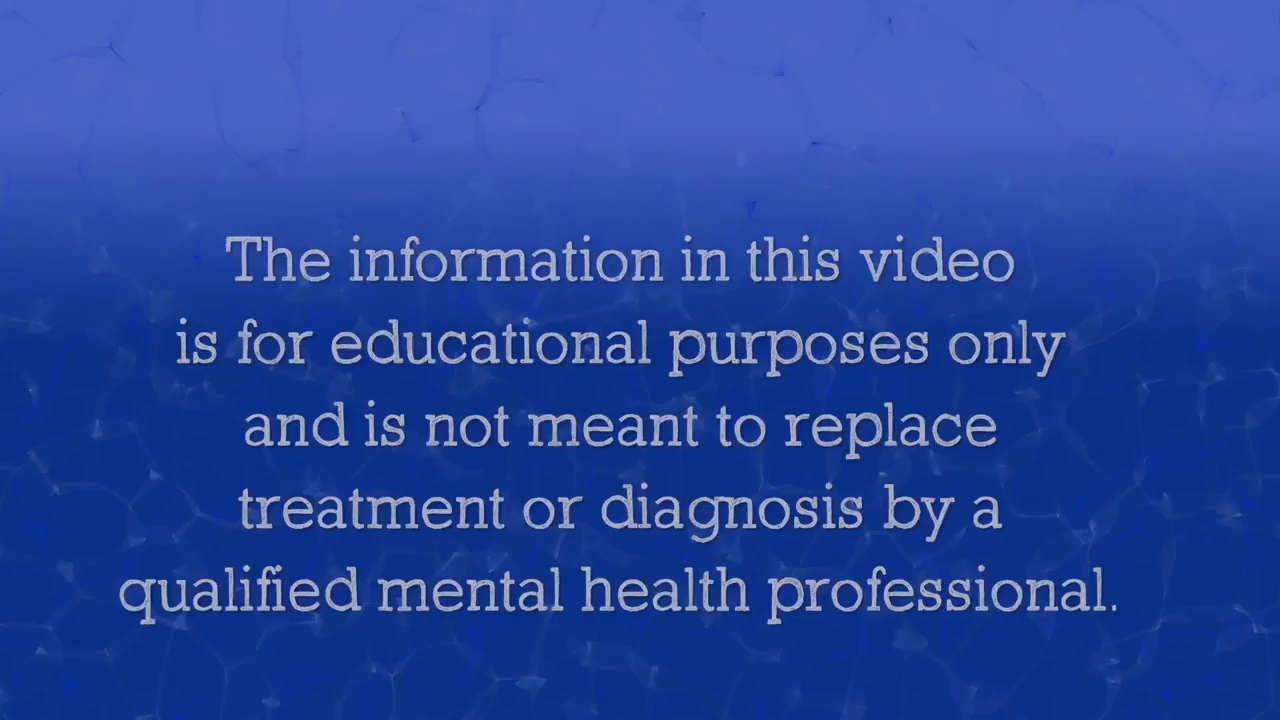 The information in this video
is for educational purposes only
and is not meant to replace
treatment or diagnosis by a
qualified mental health professional.